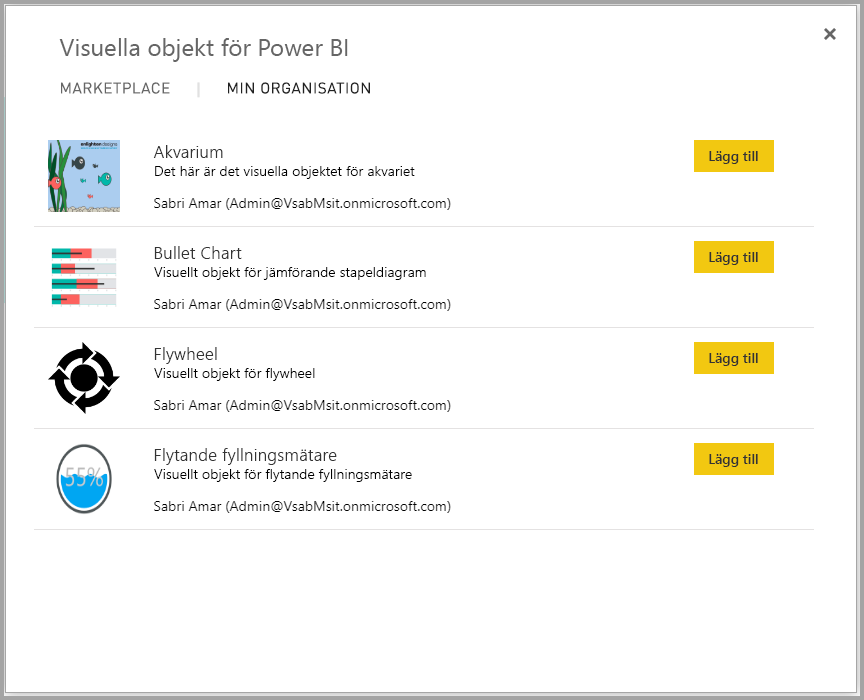 Visuella objekt för Power BI
MARKETPLACE | MIN ORGANISATION
enlighten designs
Akvarium
Lägg till
Det här är det visuella objektet för akvariet
Sabri Amar (Admin@VsabMsit.onmicrosoft.com)
Bullet Chart
Lägg till
Visuellt objekt för jämförande stapeldiagram
Sabri Amar (Admin@VsabMsit.onmicrosoft.com)
Flywheel
Lägg till
Visuellt objekt för flywheel
Sabri Amar (Admin@VsabMsit.onmicrosoft.com)
Flytande fyllningsmätare
Lägg till
55%
Visuellt objekt för flytande fyllningsmätare
Sabri Amar (Admin@VsabMsit.onmicrosoft.com)